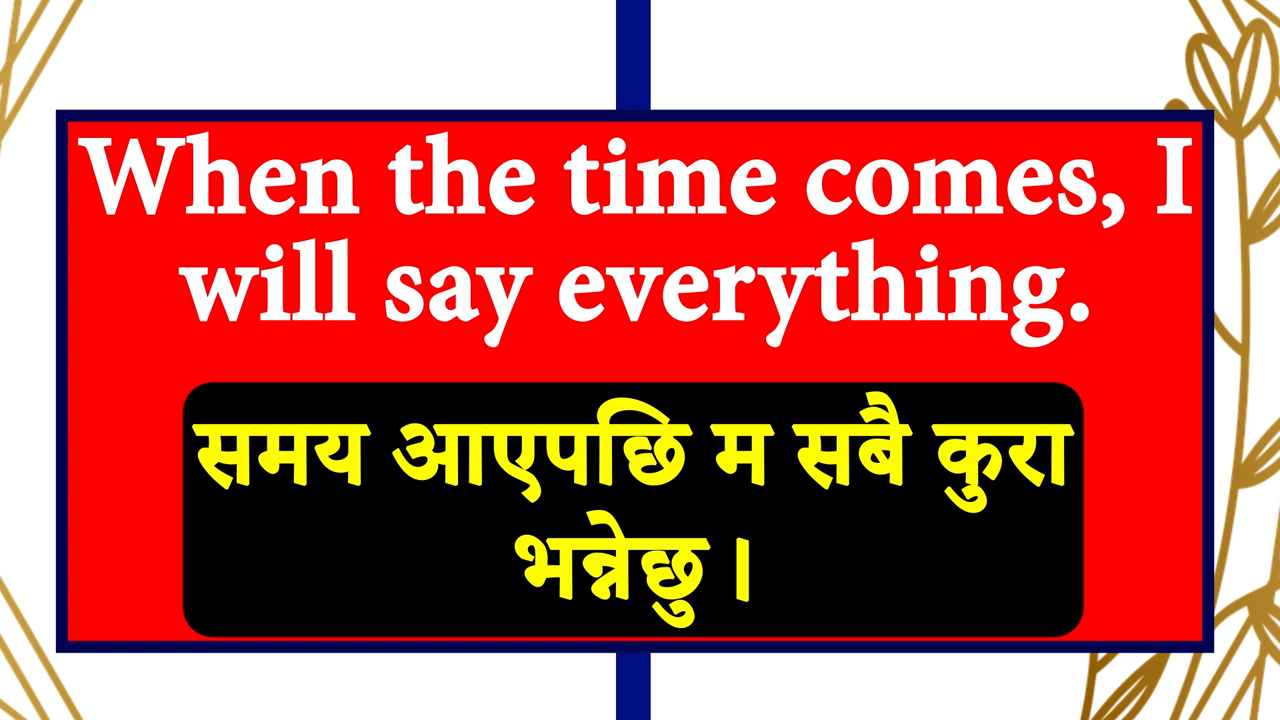 When the time comes, I
will say everything.
समय आएपछि म सबै कुरा
भन्नेछु ।